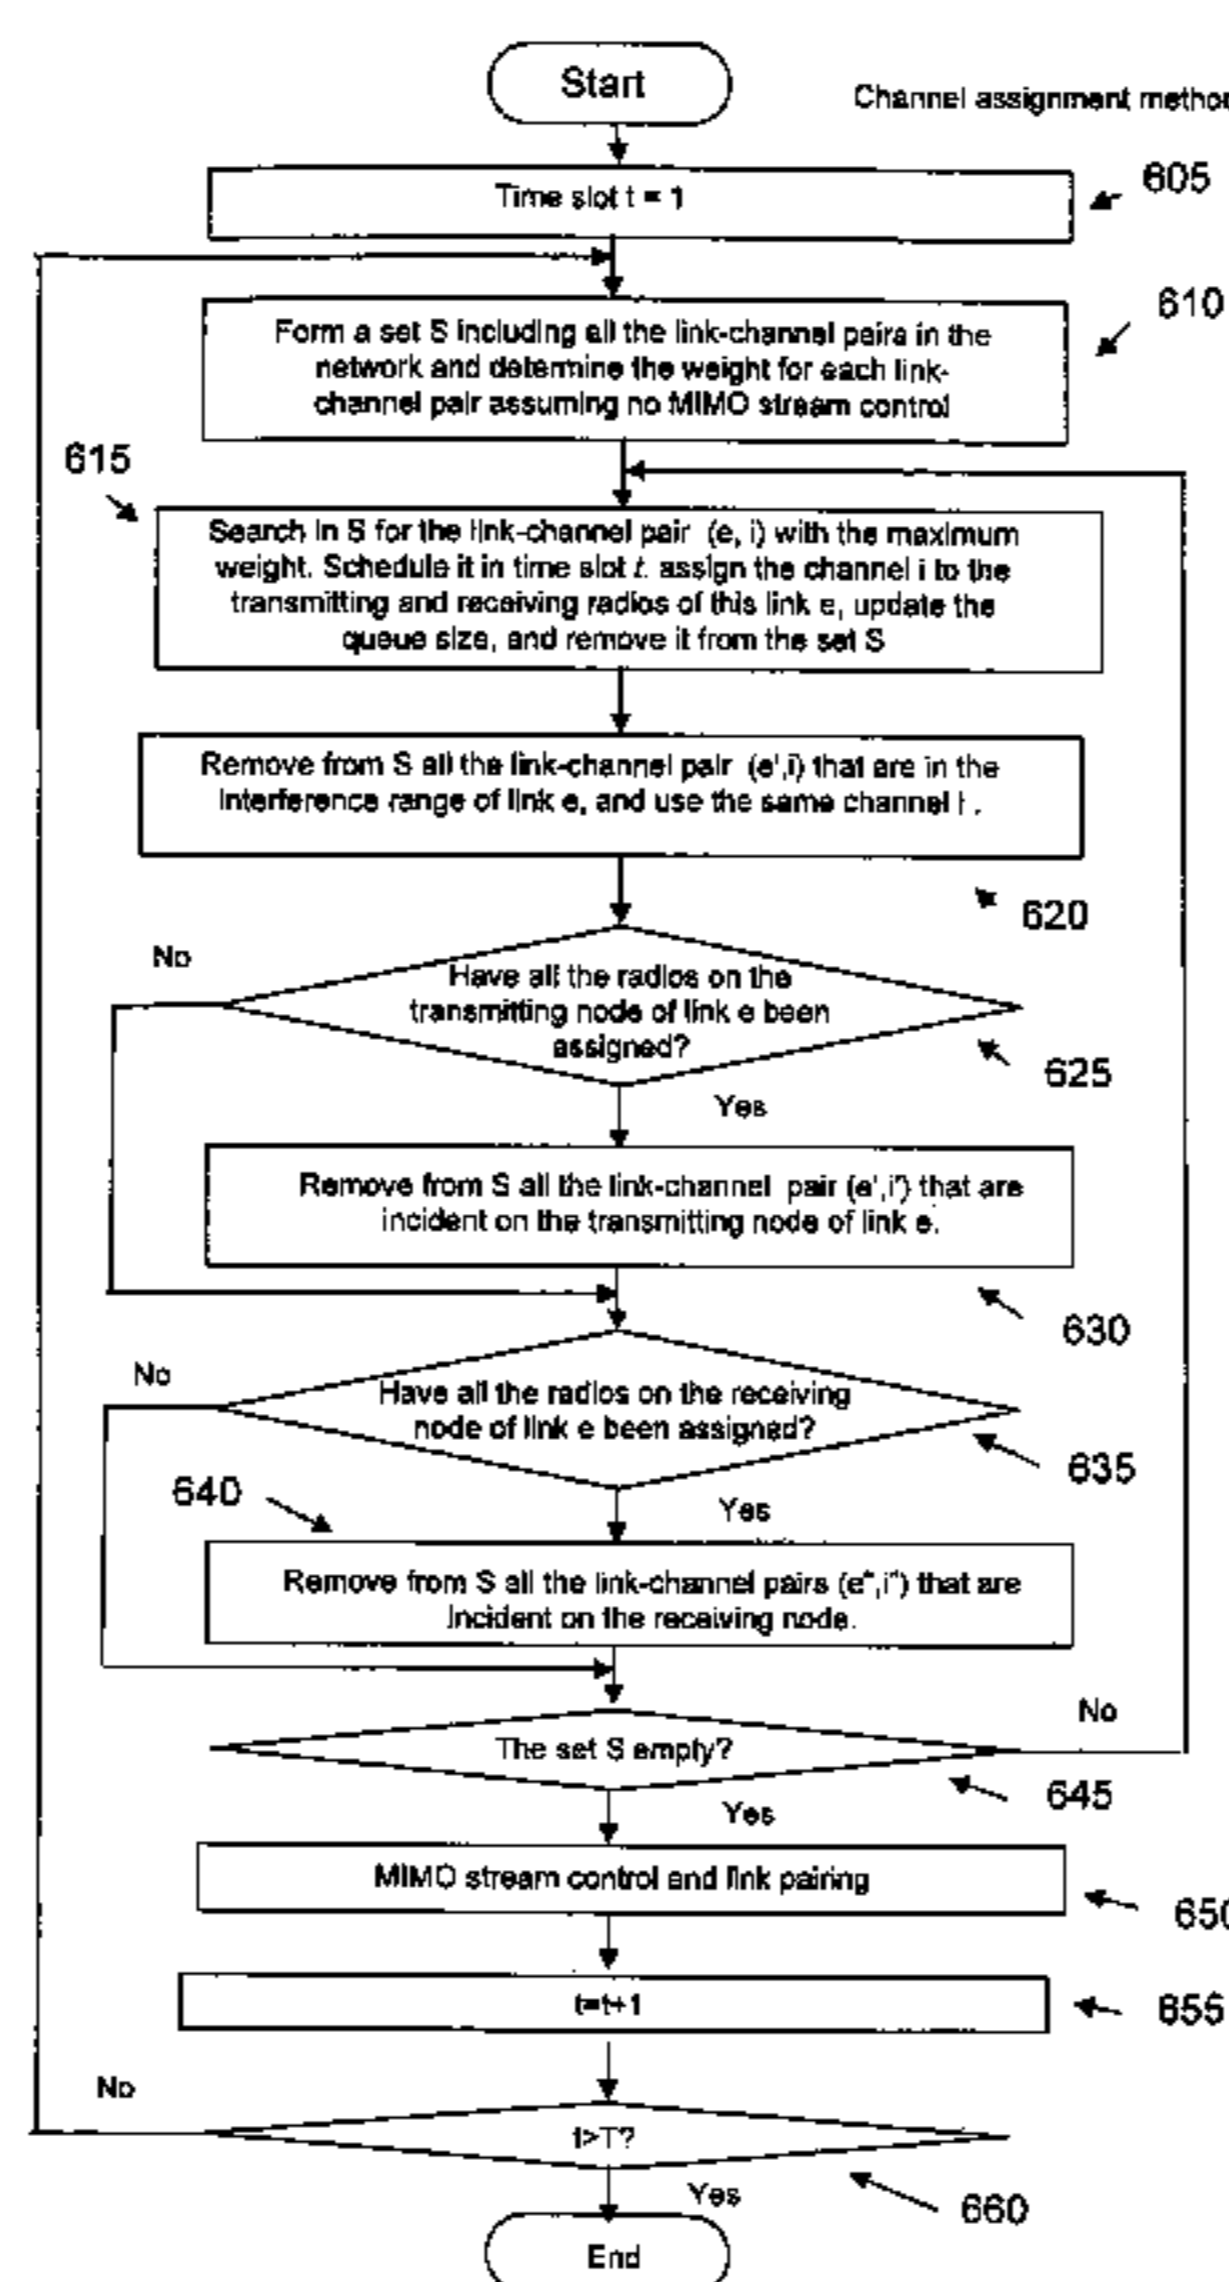 Start
Channel assignment method
605
Time slot t = 1
610
Form a set S including all the link-channel pairs in the
network and determine the weight for each link-
channel pair assuming no MIMO stream control
615
Search in S for the link-channel pair (e, i) with the maximum
weight. Schedule it in time slot t. assign the channel i to the
transmitting and receiving radios of this link e, update the
queue size, and remove it from the set S
Remove from S all the link-channel pair (e',i) that are in the
interference range of link e, and use the same channel i .
620
No
Have all the radios on the
transmitting node of link e been
assigned?
625
Yes
Remove from S all the link-channel pair (e',i') that are
incident on the transmitting node of link e.
630
No
Have all the radios on the receiving
node of link e been assigned?
635
640
Yes
Remove from S all the link-channel pairs (e",i") that are
incident on the receiving node.
No
The set S empty?
645
Yes
MIMO stream control and link pairing
650
t=t+1
655
No
t>T?
660
Yes
End